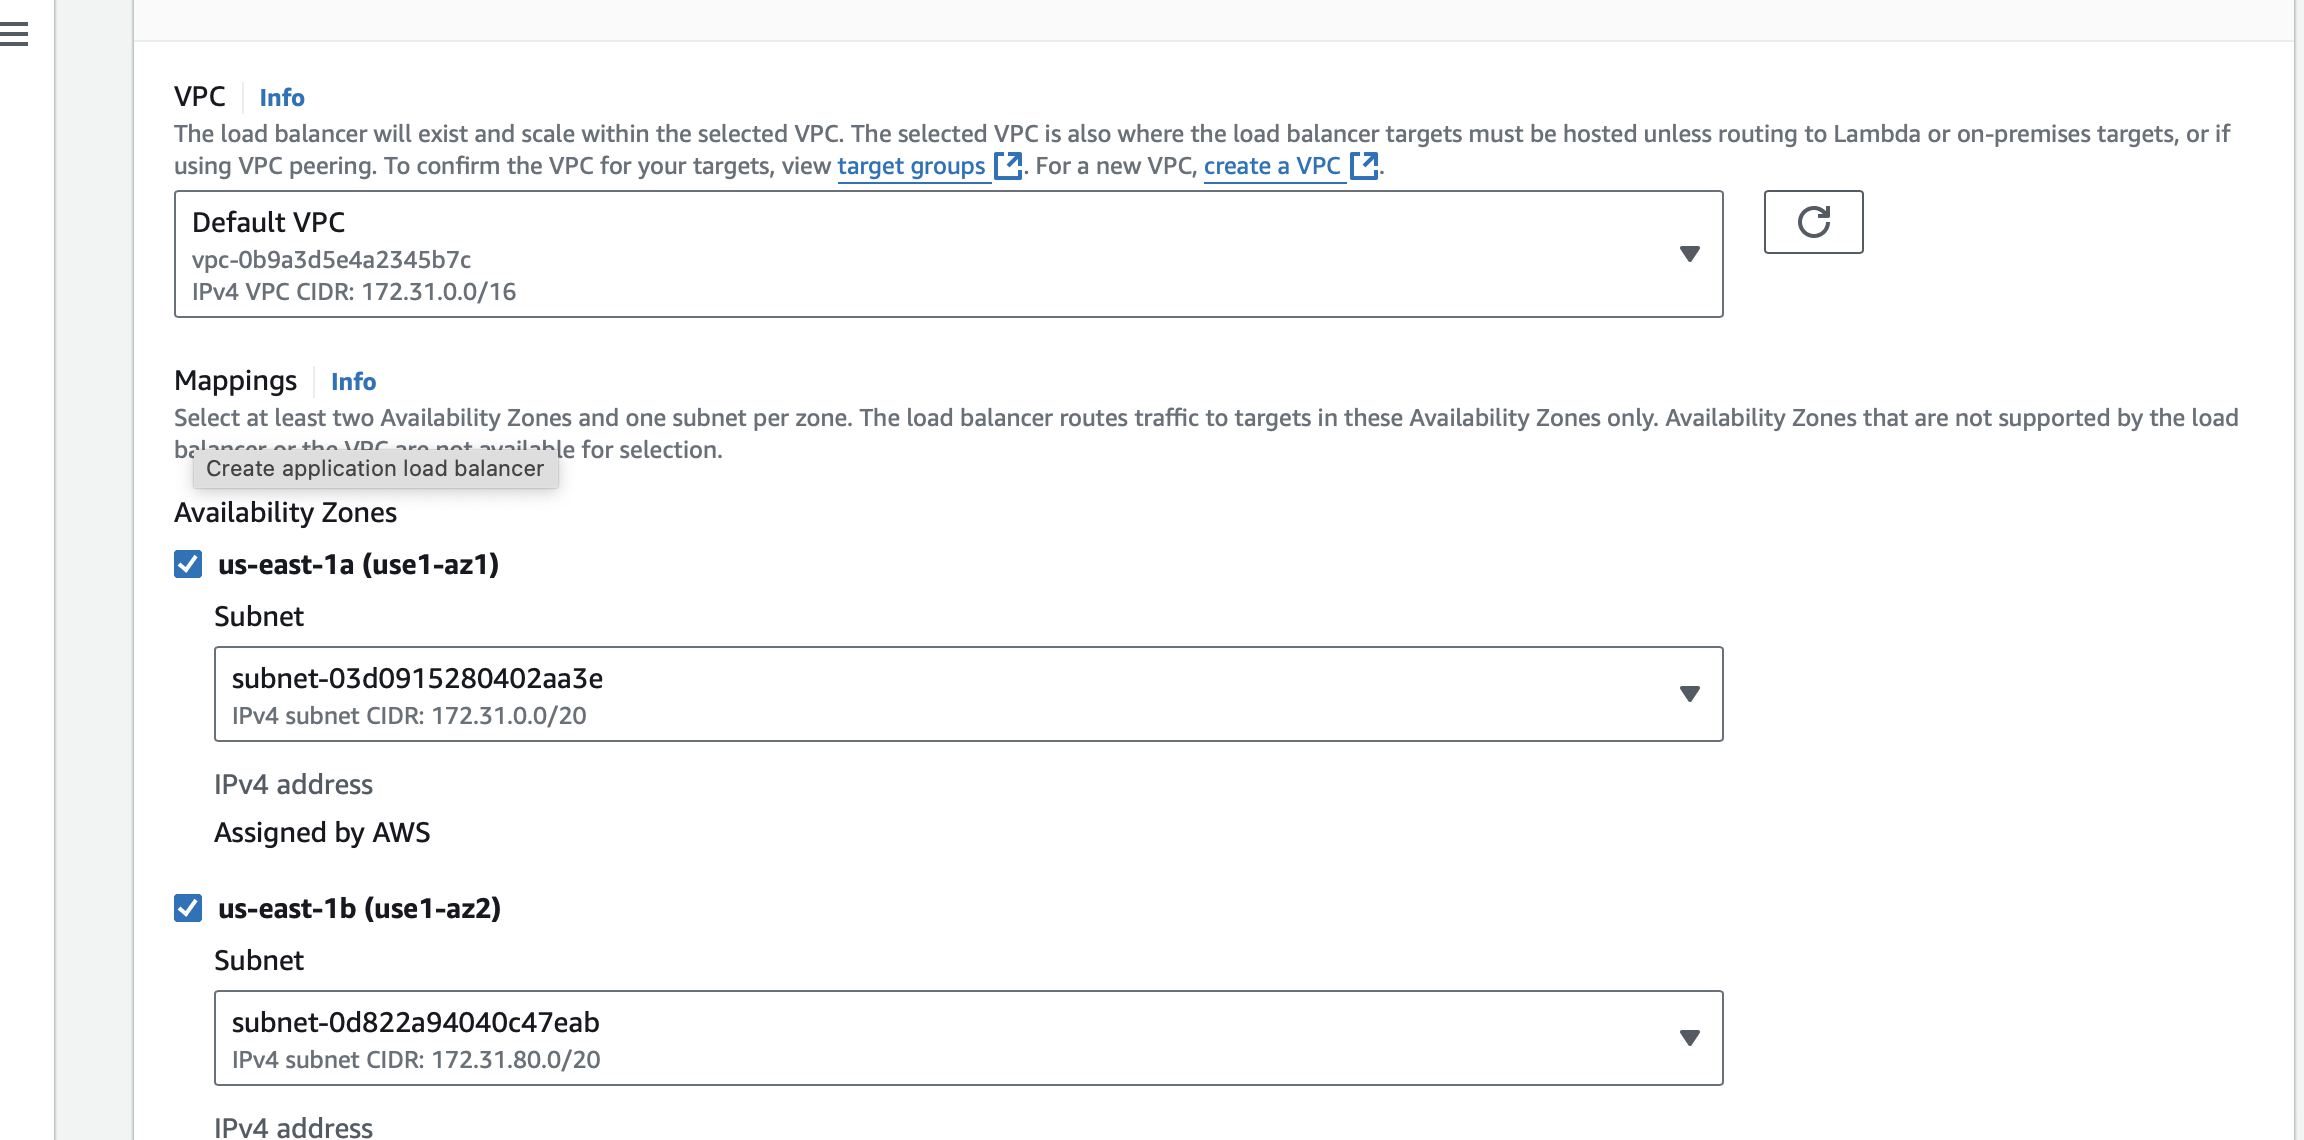 VPC Info
The load balancer will exist and scale within the selected VPC. The selected VPC is also where the load balancer targets must be hosted unless routing to Lambda or on-premises targets, or if
using VPC peering. To confirm the VPC for your targets, view target groups. For a new VPC, create a VPC.
Default VPC
vpc-0b9a3d5e4a2345b7c
IPv4 VPC CIDR: 172.31.0.0/16
Mappings Info
Select at least two Availability Zones and one subnet per zone. The load balancer routes traffic to targets in these Availability Zones only. Availability Zones that are not supported by the load
balancer or the VPC are not available for selection.
Create application load balancer
Availability Zones
us-east-1a (use1-az1)
Subnet
subnet-03d0915280402aa3e
IPv4 subnet CIDR: 172.31.0.0/20
IPv4 address
Assigned by AWS
us-east-1b (use1-az2)
Subnet
subnet-0d822a94040c47eab
IPv4 subnet CIDR: 172.31.80.0/20
IPv4 address